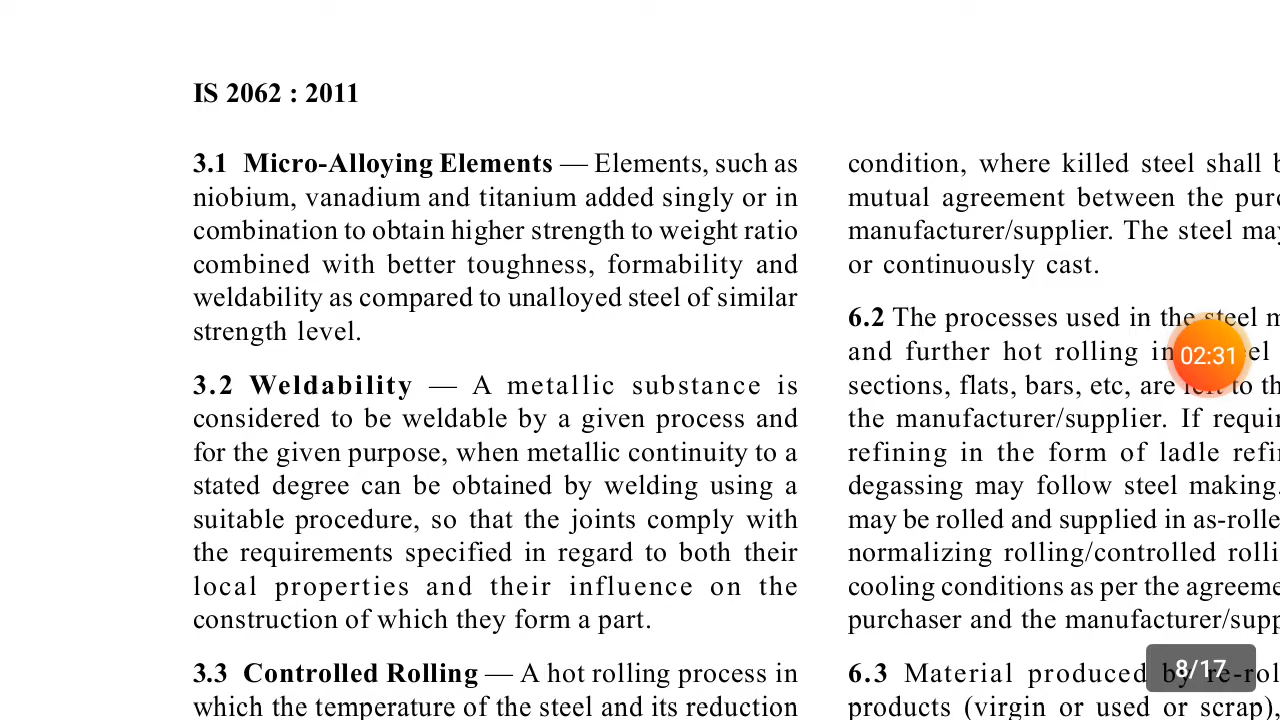 IS 2062 : 2011
3.1 Micro-Alloying Elements — Elements, such as
niobium, vanadium and titanium added singly or in
combination to obtain higher strength to weight ratio
combined with better toughness, formability and
weldability as compared to unalloyed steel of similar
strength level.
3.2 Weldability — A metallic substance is
considered to be weldable by a given process and
for the given purpose, when metallic continuity to a
stated degree can be obtained by welding using a
suitable procedure, so that the joints comply with
the requirements specified in regard to both their
local properties and their influence on the
construction of which they form a part.
3.3 Controlled Rolling — A hot rolling process in
which the temperature of the steel and its reduction
condition, where killed steel shall
mutual agreement between the
manufacturer/supplier. The steel
or continuously cast.
6.2 The processes used in the steel
and further hot rolling
sections, flats, bars, etc, are to
the manufacturer/supplier. If
refining in the form of ladle
degassing may follow steel making.
may be rolled and supplied in
normalizing rolling/controlled
cooling conditions as per the
purchaser and the
6.3 Material produced by
products (virgin or used or scrap).
02:31
8/17